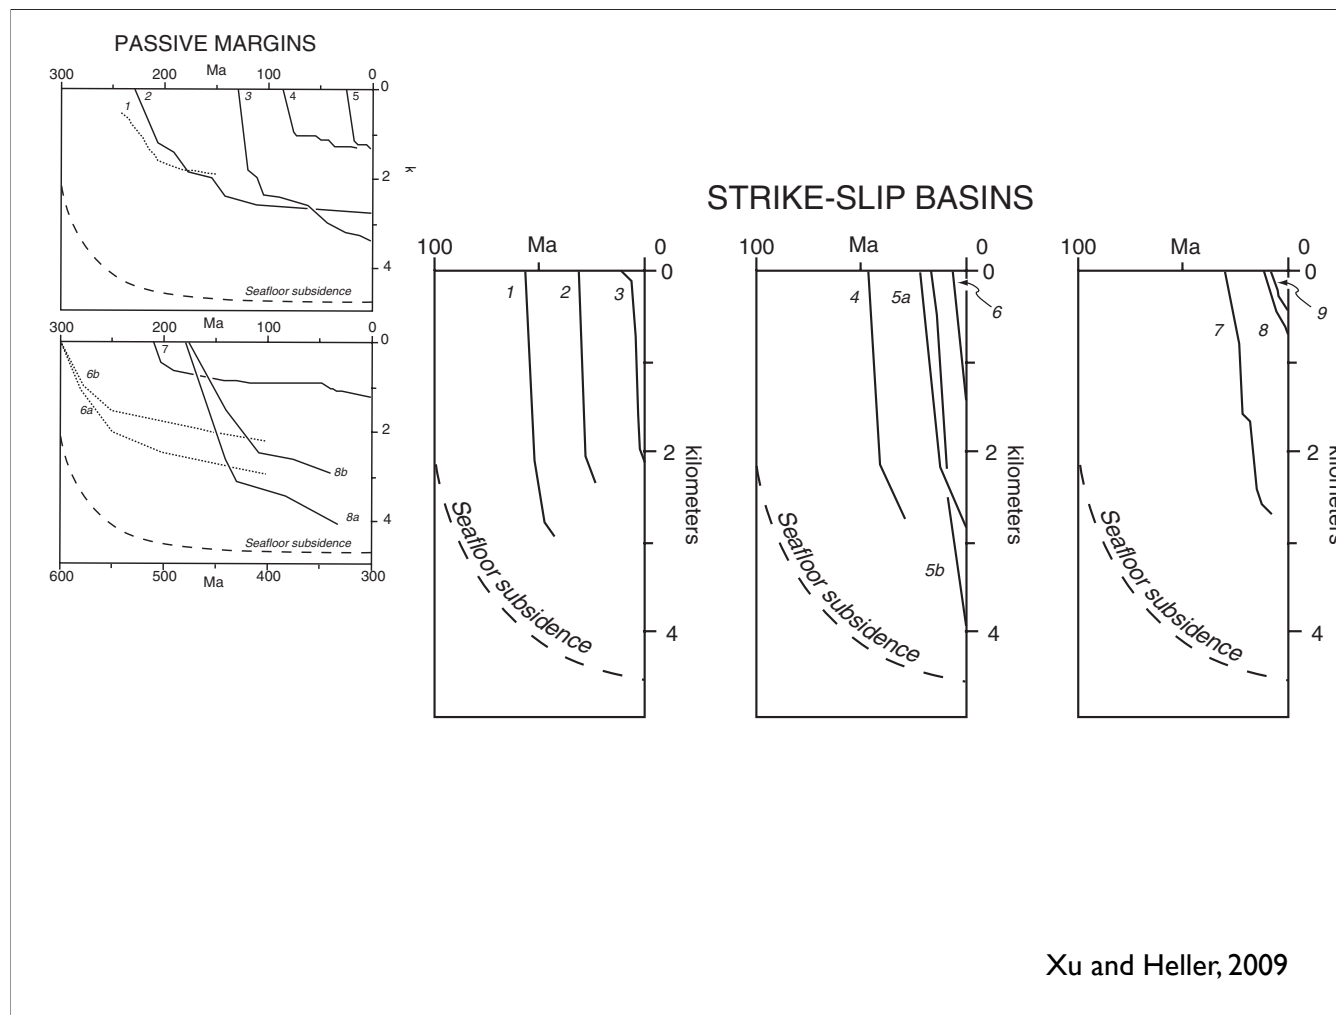 PASSIVE MARGINS
300 200 Ma 100 0
0
1 2 3 4 5
2
k
4
Seafloor subsidence
300 200 Ma 100 0
0
7
6b
6a
2
8b
8a
4
Seafloor subsidence
600 500 Ma 400 300
STRIKE-SLIP BASINS
100 Ma 0
0
1 2 3
2
kilometers
Seafloor subsidence
4
100 Ma 0
0
4 5a 6
2
kilometers
5b
Seafloor subsidence
4
100 Ma 0
0
7 8 9
2
Seafloor subsidence
4
Xu and Heller, 2009